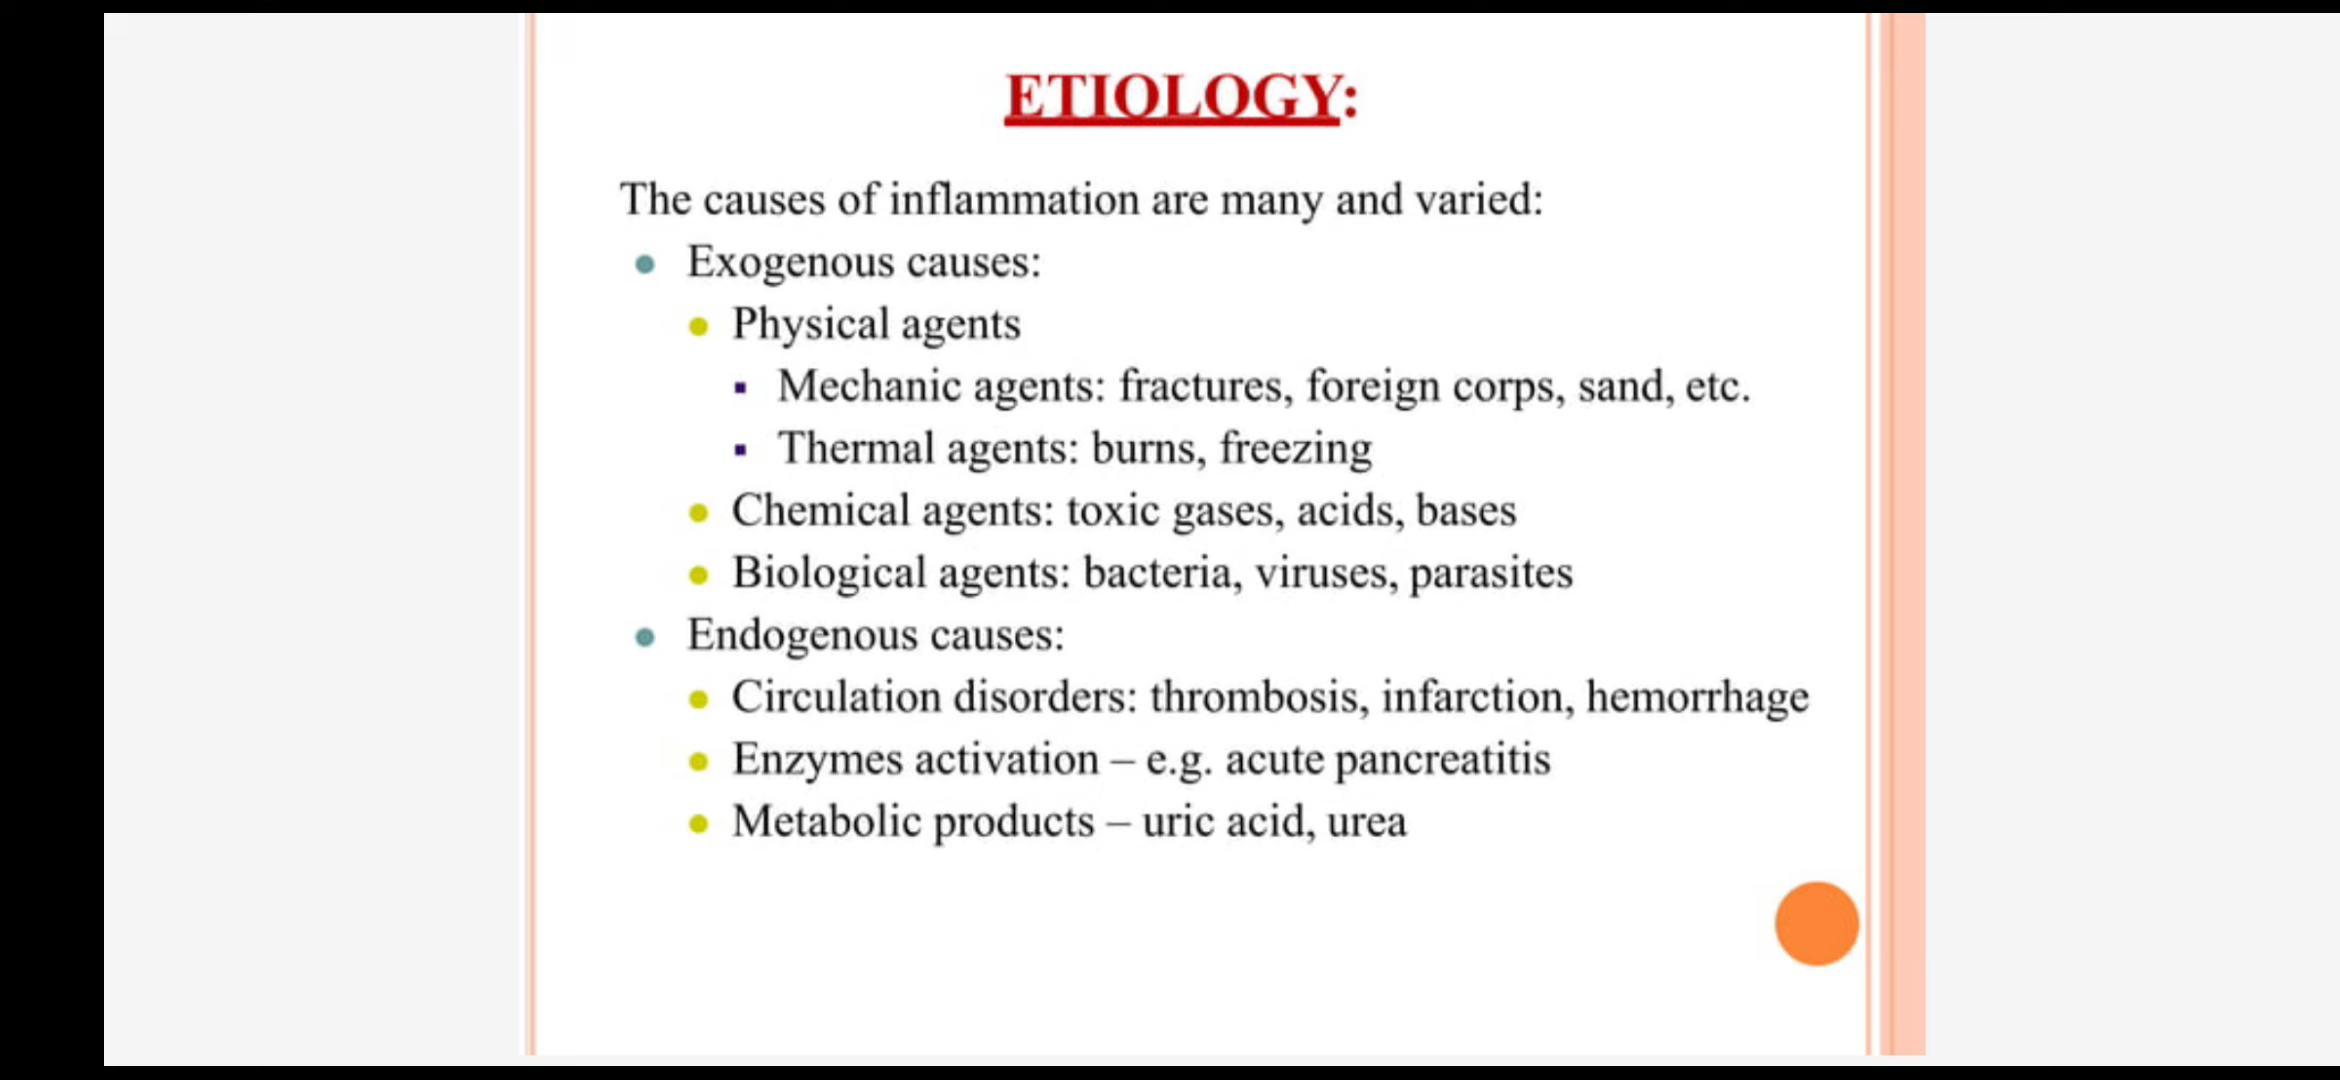 ETIOLOGY:
The causes of inflammation are many and varied:
Exogenous causes:
Physical agents
Mechanic agents: fractures, foreign corps, sand, etc.
Thermal agents: burns, freezing
Chemical agents: toxic gases, acids, bases
Biological agents: bacteria, viruses, parasites
Endogenous causes:
Circulation disorders: thrombosis, infarction, hemorrhage
Enzymes activation – e.g. acute pancreatitis
Metabolic products – uric acid, urea